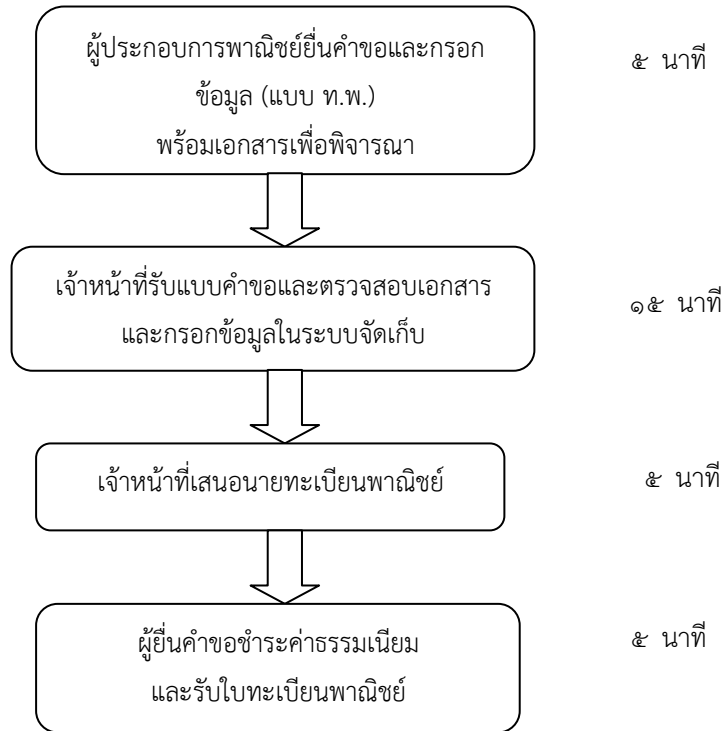 ผู้ประกอบการพาณิชย์ยื่นคำขอและกรอก
ข้อมูล (แบบ ท.พ.)
พร้อมเอกสารเพื่อพิจารณา
๕ นาที
เจ้าหน้าที่รับแบบคำขอและตรวจสอบเอกสาร
และกรอกข้อมูลในระบบจัดเก็บ
๑๕ นาที
เจ้าหน้าที่เสนอนายทะเบียนพาณิชย์
๕ นาที
ผู้ยื่นคำขอชำระค่าธรรมเนียม
และรับใบทะเบียนพาณิชย์
๕ นาที